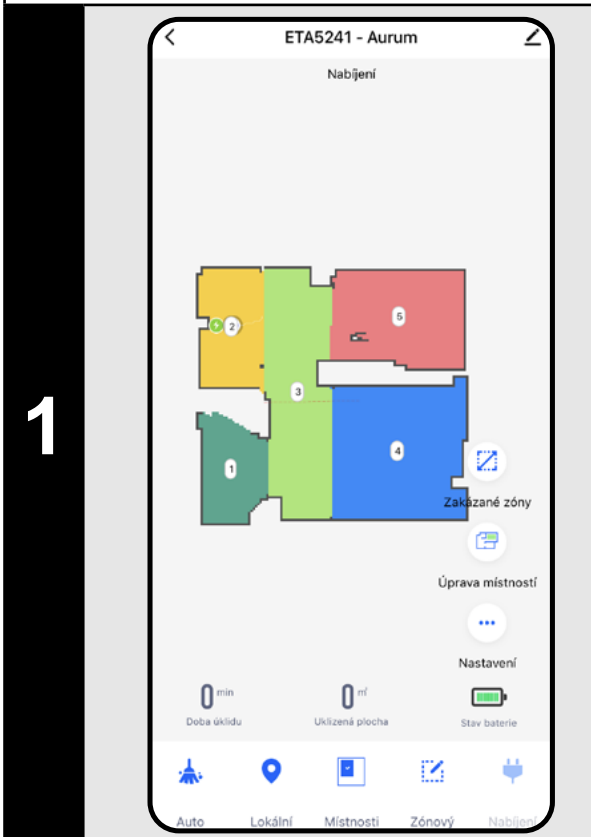 1
ETA5241 - Aurum
Nabíjení
5
2
3
4
1
Zakázané zóny
Úprava místností
Nastavení
0 min
0 m²
Doba úklidu
Uklizená plocha
Stav baterie
Auto
Lokální
Místnosti
Zónový
Nabíjení